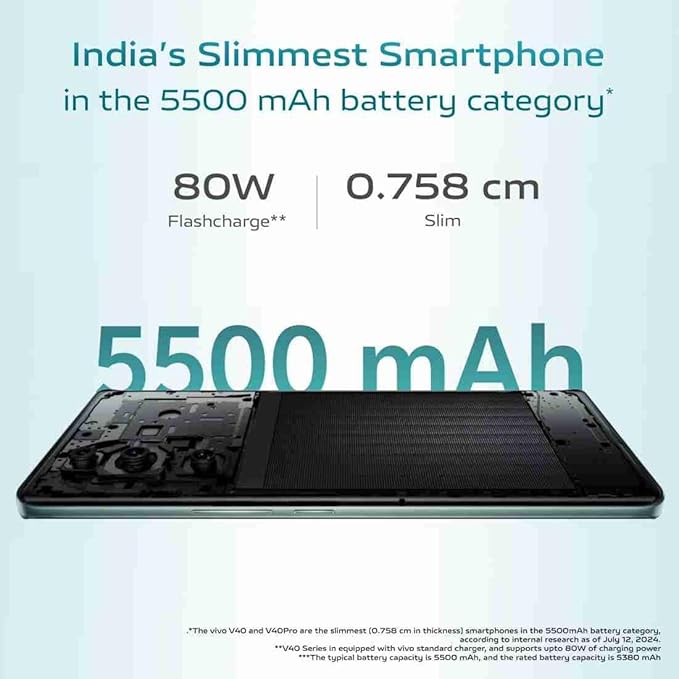 India's Slimmest Smartphone
in the 5500 mAh battery category*
80W
Flashcharge**
0.758 cm
Slim
5500 mAh
.*The vivo V40 and V40Pro are the slimmest (0.758 cm in thickness) smartphones in the 5500mAh battery category,
according to internal research as of July 12, 2024.
**V40 Series in equipped with vivo standard charger, and supports upto 80W of charging power
***The typical battery capacity is 5500 mAh, and the rated battery capacity is 5380 mAh